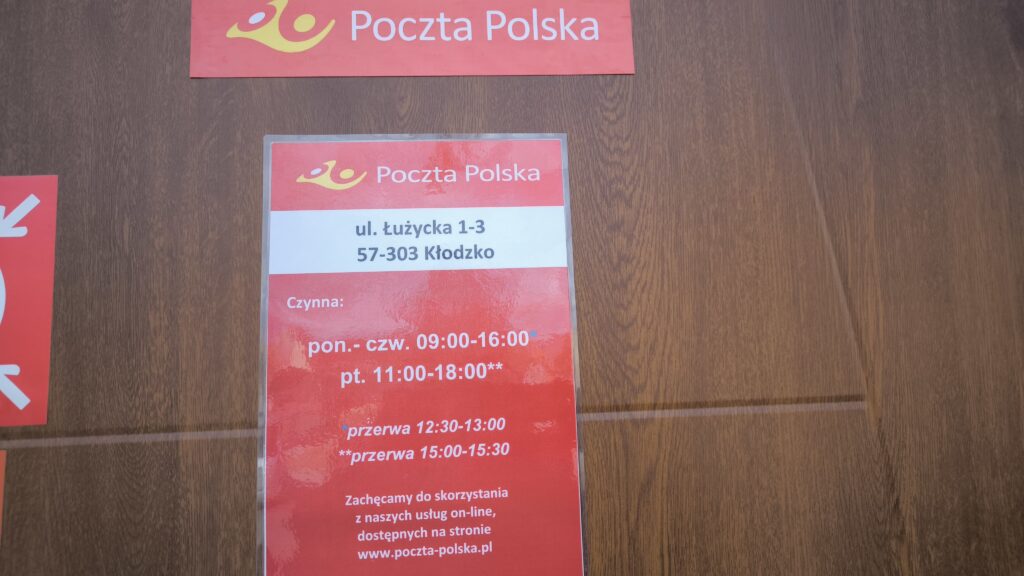 Poczta Polska
Poczta Polska
ul. Łużycka 1-3
57-303 Kłodzko
Czynna:
pon.- czw. 09:00-16:00*
pt. 11:00-18:00**
*przerwa 12:30-13:00
**przerwa 15:00-15:30
Zachęcamy do skorzystania
z naszych usług on-line,
dostępnych na stronie
www.poczta-polska.pl